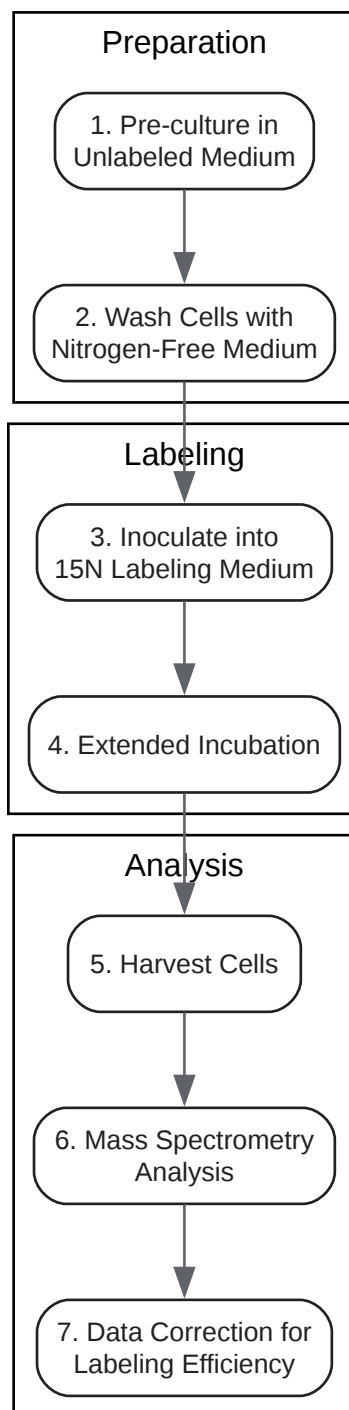 Preparation
1. Pre-culture in
Unlabeled Medium
2. Wash Cells with
Nitrogen-Free Medium
Labeling
3. Inoculate into
15N Labeling Medium
4. Extended Incubation
Analysis
5. Harvest Cells
6. Mass Spectrometry
Analysis
7. Data Correction for
Labeling Efficiency